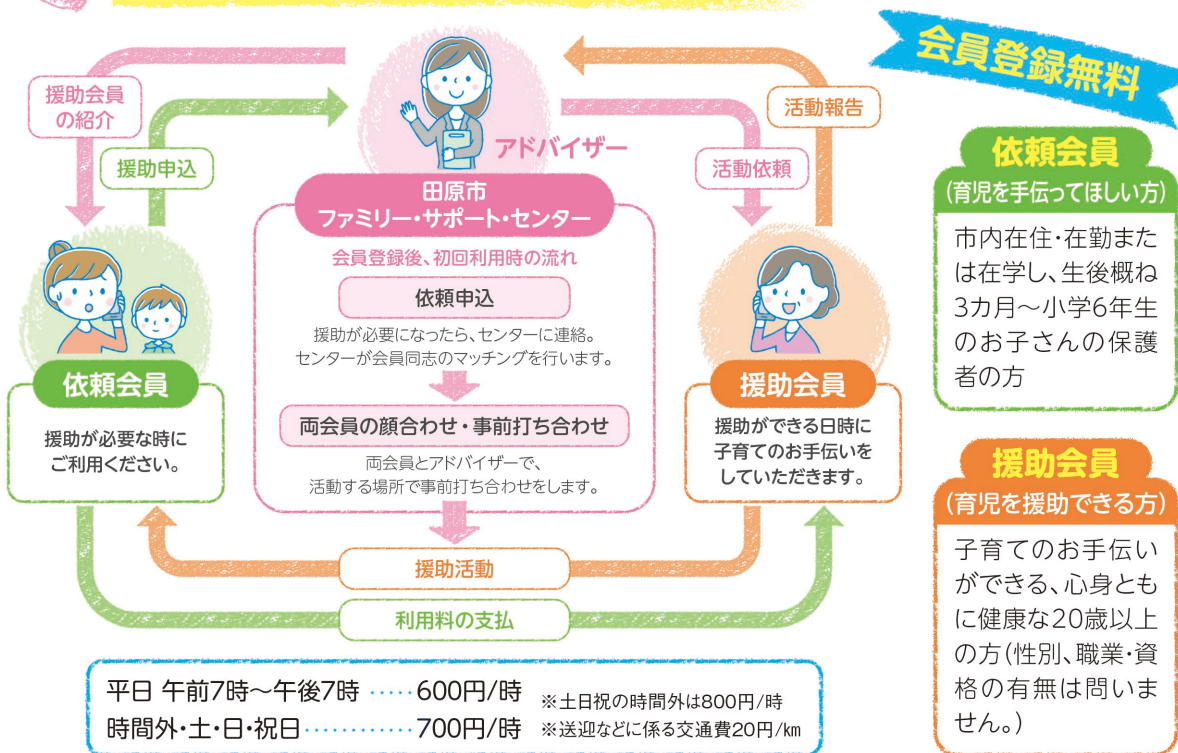 会員登録無料
援助会員
の紹介
援助申込
アドバイザー
活動報告
活動依頼
田原市
ファミリー・サポート・センター
会員登録後、初回利用時の流れ
依頼申込
援助が必要になったら、センターに連絡。
センターが会員同志のマッチングを行います。
両会員の顔合わせ・事前打ち合わせ
両会員とアドバイザーで、
活動する場所で事前打ち合わせをします。
依頼会員
援助が必要な時に
ご利用ください。
援助会員
援助ができる日時に
子育てのお手伝いを
していただきます。
援助活動
利用料の支払
平日 午前7時～午後7時 ‥‥‥600円/時 ※土日祝の時間外は800円/時
時間外・土・日・祝日‥‥‥‥‥‥700円/時 ※送迎などに係る交通費20円/km
依頼会員
(育児を手伝ってほしい方)
市内在住・在勤また
は在学し、生後概ね
3カ月～小学6年生
のお子さんの保護
者の方
援助会員
(育児を援助できる方)
子育てのお手伝い
ができる、心身とも
に健康な20歳以上
の方(性別、職業・資
格の有無は問いま
せん。)